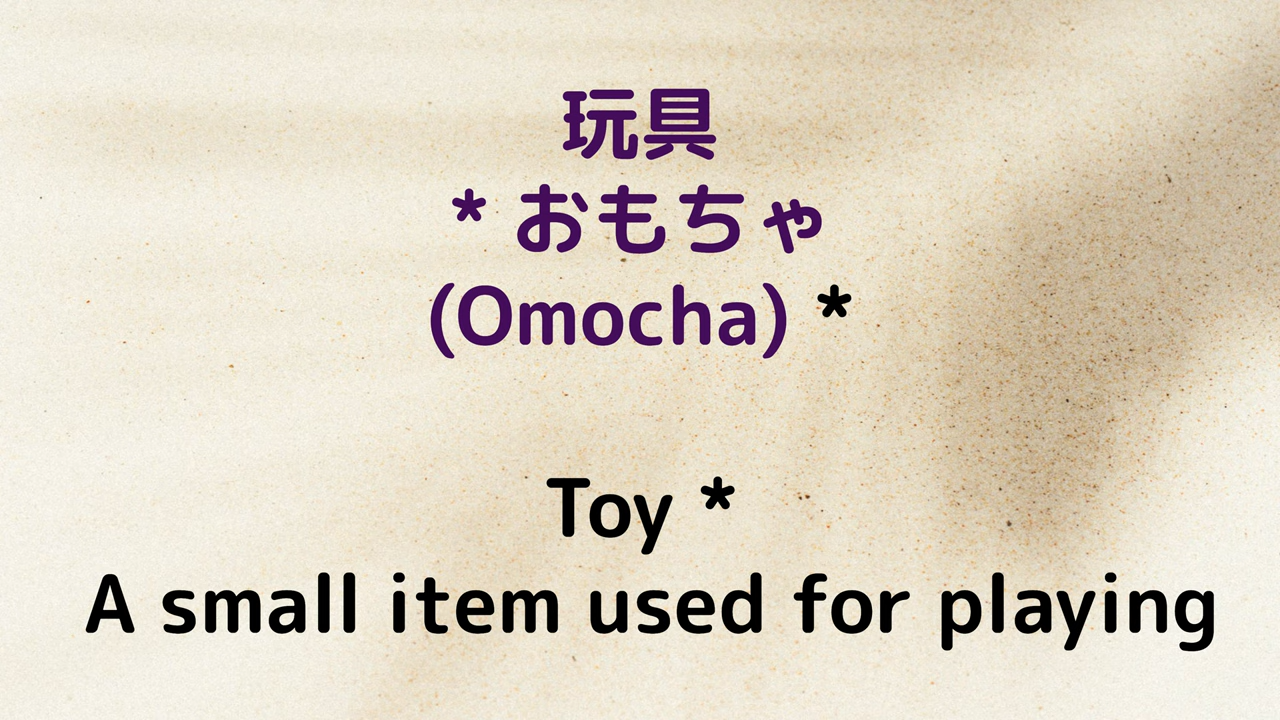 玩具
* おもちゃ
(Omocha) *
Toy *
A small item used for playing